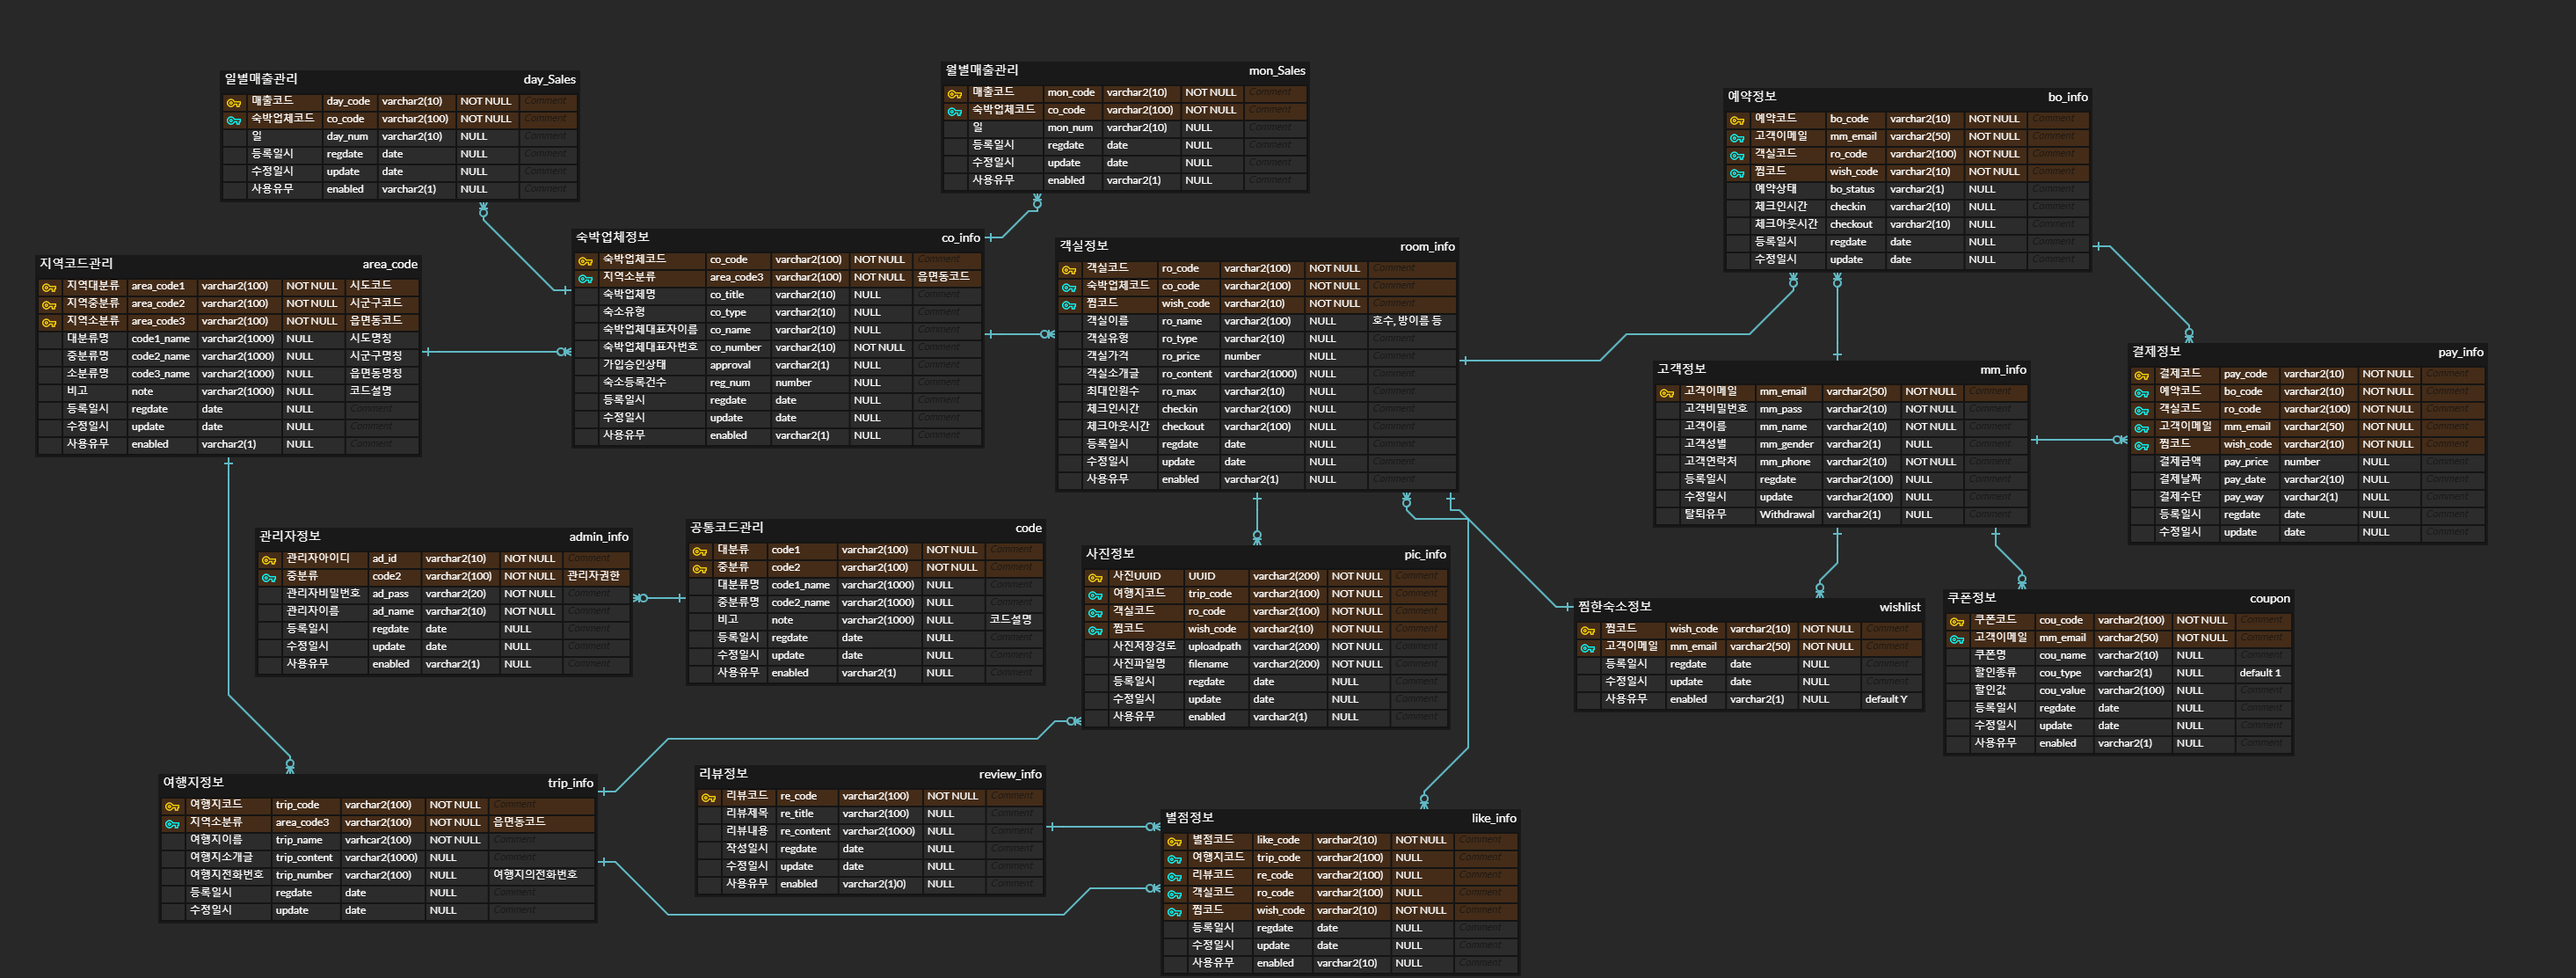 일별매출관리 day_Sales
매출코드 day_code varchar2(10) NOT NULL Comment
숙박업체코드 co_code varchar2(100) NOT NULL Comment
일 day_num varchar2(10) NULL Comment
등록일시 regdate date NULL Comment
수정일시 update date NULL Comment
사용유무 enabled varchar2(1) NULL Comment
월별매출관리 mon_Sales
매출코드 mon_code varchar2(10) NOT NULL Comment
숙박업체코드 co_code varchar2(100) NOT NULL Comment
일 mon_num varchar2(10) NULL Comment
등록일시 regdate date NULL Comment
수정일시 update date NULL Comment
사용유무 enabled varchar2(1) NULL Comment
예약정보 bo_info
예약코드 bo_code varchar2(10) NOT NULL Comment
고객이메일 mm_email varchar2(50) NOT NULL Comment
객실코드 ro_code varchar2(100) NOT NULL Comment
찜코드 wish_code varchar2(10) NOT NULL Comment
예약상태 bo_status varchar2(1) NULL Comment
체크인시간 checkin varchar2(10) NULL Comment
체크아웃시간 checkout varchar2(10) NULL Comment
등록일시 regdate date NULL Comment
수정일시 update date NULL Comment
지역코드관리 area_code
지역대분류 area_code1 varchar2(100) NOT NULL 시도코드
지역중분류 area_code2 varchar2(100) NOT NULL 시군구코드
지역소분류 area_code3 varchar2(100) NOT NULL 읍면동코드
대분류명 code1_name varchar2(1000) NULL 시도명칭
중분류명 code2_name varchar2(1000) NULL 시군구명칭
소분류명 code3_name varchar2(1000) NULL 읍면동명칭
비고 note varchar2(1000) NULL 코드설명
등록일시 regdate date NULL Comment
수정일시 update date NULL Comment
사용유무 enabled varchar2(1) NULL Comment
숙박업체정보 co_info
숙박업체코드 co_code varchar2(100) NOT NULL Comment
지역소분류 area_code3 varchar2(100) NOT NULL 읍면동코드
숙박업체명 co_title varchar2(10) NULL Comment
숙소유형 co_type varchar2(10) NULL Comment
숙박업체대표자이름 co_name varchar2(10) NULL Comment
숙박업체대표자번호 co_number varchar2(10) NOT NULL Comment
가입승인상태 approval varchar2(1) NULL Comment
숙소등록건수 reg_num number NULL Comment
등록일시 regdate date NULL Comment
수정일시 update date NULL Comment
사용유무 enabled varchar2(1) NULL Comment
객실정보 room_info
객실코드 ro_code varchar2(100) NOT NULL Comment
숙박업체코드 co_code varchar2(100) NOT NULL Comment
찜코드 wish_code varchar2(10) NOT NULL Comment
객실이름 ro_name varchar2(100) NULL 호수, 방이름 등
객실유형 ro_type varchar2(10) NULL Comment
객실가격 ro_price number NULL Comment
객실소개글 ro_content varchar2(1000) NULL Comment
최대인원수 ro_max varchar2(10) NULL Comment
체크인시간 checkin varchar2(100) NULL Comment
체크아웃시간 checkout varchar2(100) NULL Comment
등록일시 regdate date NULL Comment
수정일시 update date NULL Comment
사용유무 enabled varchar2(1) NULL Comment
고객정보 mm_info
고객이메일 mm_email varchar2(50) NOT NULL Comment
고객비밀번호 mm_pass varchar2(10) NOT NULL Comment
고객이름 mm_name varchar2(10) NOT NULL Comment
고객성별 mm_gender varchar2(1) NULL Comment
고객연락처 mm_phone varchar2(10) NOT NULL Comment
등록일시 regdate varchar2(100) NULL Comment
수정일시 update varchar2(100) NULL Comment
탈퇴유무 Withdrawal varchar2(1) NULL Comment
결제정보 pay_info
결제코드 pay_code varchar2(10) NOT NULL Comment
예약코드 bo_code varchar2(10) NOT NULL Comment
객실코드 ro_code varchar2(100) NOT NULL Comment
고객이메일 mm_email varchar2(50) NOT NULL Comment
찜코드 wish_code varchar2(10) NOT NULL Comment
결제금액 pay_price number NULL Comment
결제날짜 pay_date varchar2(10) NULL Comment
결제수단 pay_way varchar2(1) NULL Comment
등록일시 regdate date NULL Comment
수정일시 update date NULL Comment
관리자정보 admin_info
관리자아이디 ad_id varchar2(10) NOT NULL Comment
중분류 code2 varchar2(100) NOT NULL 관리자권한
관리자비밀번호 ad_pass varchar2(20) NOT NULL Comment
관리자이름 ad_name varchar2(10) NOT NULL Comment
등록일시 regdate date NULL Comment
수정일시 update date NULL Comment
사용유무 enabled varchar2(1) NULL Comment
공통코드관리 code
대분류 code1 varchar2(100) NOT NULL Comment
중분류 code2 varchar2(100) NOT NULL Comment
대분류명 code1_name varchar2(1000) NULL Comment
중분류명 code2_name varchar2(1000) NULL Comment
비고 note varchar2(1000) NULL 코드설명
등록일시 regdate date NULL Comment
수정일시 update date NULL Comment
사용유무 enabled varchar2(1) NULL Comment
사진정보 pic_info
사진UUID UUID varchar2(200) NOT NULL Comment
여행지코드 trip_code varchar2(100) NOT NULL Comment
객실코드 ro_code varchar2(100) NOT NULL Comment
찜코드 wish_code varchar2(10) NOT NULL Comment
사진저장경로 uploadpath varchar2(200) NOT NULL Comment
사진파일명 filename varchar2(200) NOT NULL Comment
등록일시 regdate date NULL Comment
수정일시 update date NULL Comment
사용유무 enabled varchar2(1) NULL Comment
찜한숙소정보 wishlist
찜코드 wish_code varchar2(10) NOT NULL Comment
고객이메일 mm_email varchar2(50) NOT NULL Comment
등록일시 regdate date NULL Comment
수정일시 update date NULL Comment
사용유무 enabled varchar2(1) NULL default Y
쿠폰정보 coupon
쿠폰코드 cou_code varchar2(100) NOT NULL Comment
고객이메일 mm_email varchar2(50) NOT NULL Comment
쿠폰명 cou_name varchar2(10) NULL Comment
할인종류 cou_type varchar2(1) NULL default 1
할인값 cou_value varchar2(100) NULL Comment
등록일시 regdate date NULL Comment
수정일시 update date NULL Comment
사용유무 enabled varchar2(1) NULL Comment
여행지정보 trip_info
여행지코드 trip_code varchar2(100) NOT NULL Comment
지역소분류 area_code3 varchar2(100) NOT NULL 읍면동코드
여행지이름 trip_name varhcar2(100) NOT NULL Comment
여행지소개글 trip_content varchar2(1000) NULL Comment
여행지전화번호 trip_number varchar2(100) NULL 여행지의전화번호
등록일시 regdate date NULL Comment
수정일시 update date NULL Comment
리뷰정보 review_info
리뷰코드 re_code varchar2(100) NOT NULL Comment
리뷰제목 re_title varchar2(100) NULL Comment
리뷰내용 re_content varchar2(1000) NULL Comment
작성일시 regdate date NULL Comment
수정일시 update date NULL Comment
사용유무 enabled varchar2(1)0) NULL Comment
별점정보 like_info
별점코드 like_code varchar2(10) NOT NULL Comment
여행지코드 trip_code varchar2(100) NULL Comment
리뷰코드 re_code varchar2(100) NULL Comment
객실코드 ro_code varchar2(100) NULL Comment
찜코드 wish_code varchar2(10) NOT NULL Comment
등록일시 regdate date NULL Comment
수정일시 update date NULL Comment
사용유무 enabled varchar2(10) NULL Comment